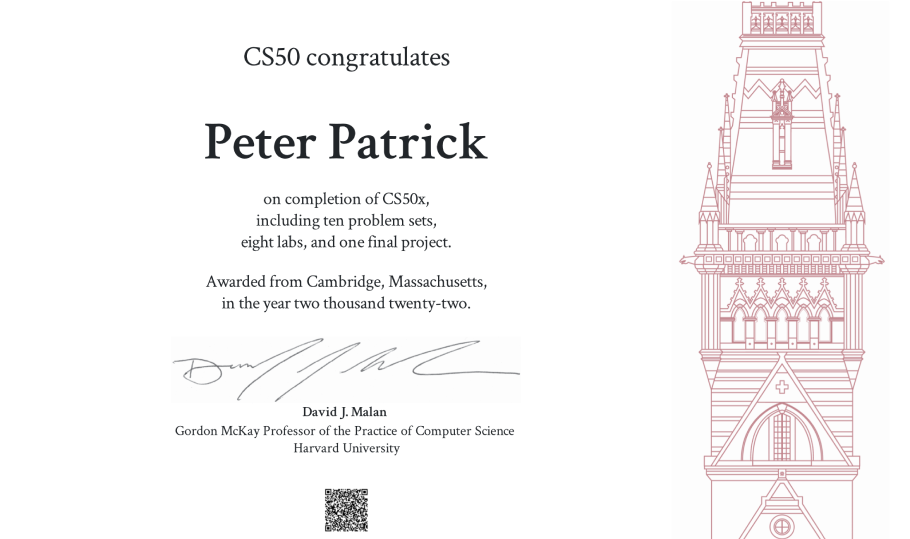 CS50 congratulates
Peter Patrick
on completion of CS50x,
including ten problem sets,
eight labs, and one final project.
Awarded from Cambridge, Massachusetts,
in the year two thousand twenty-two.
David J. Malan
Gordon McKay Professor of the Practice of Computer Science
Harvard University